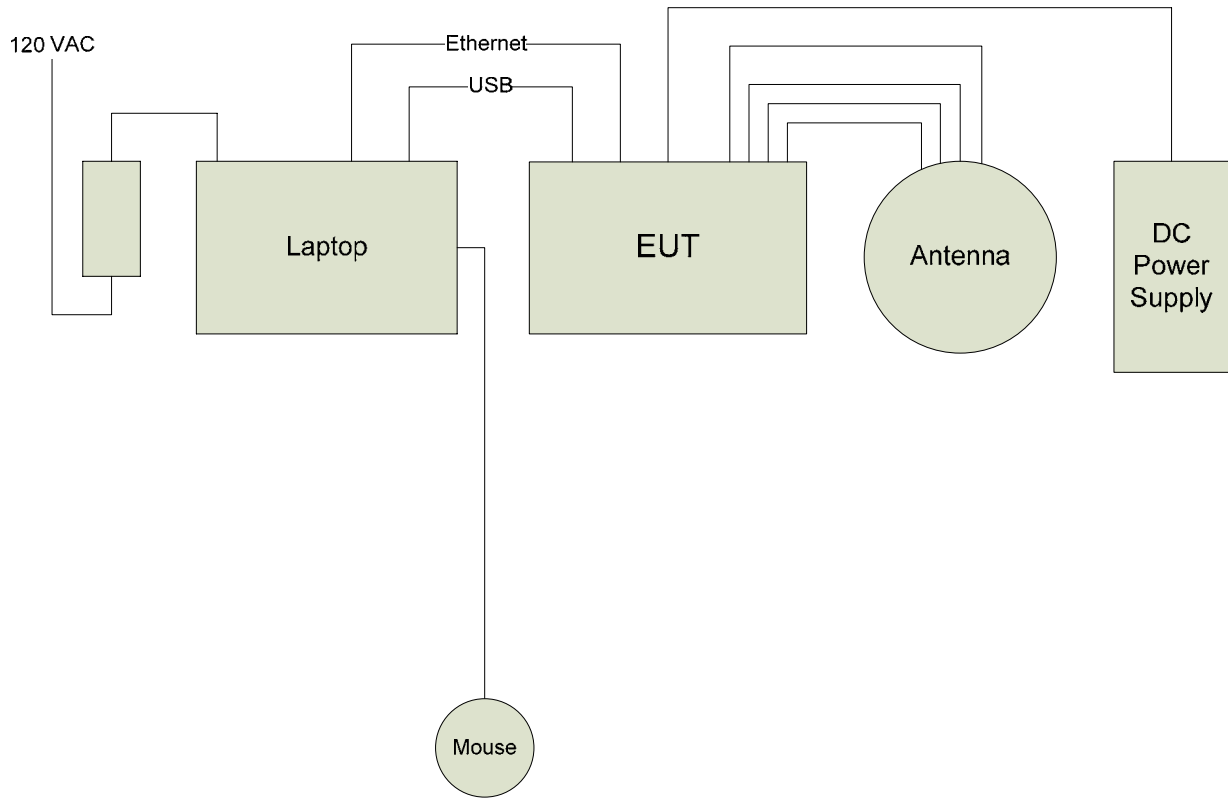 120 VAC
Ethernet
USB
Laptop
EUT
Antenna
DC
Power
Supply
Mouse